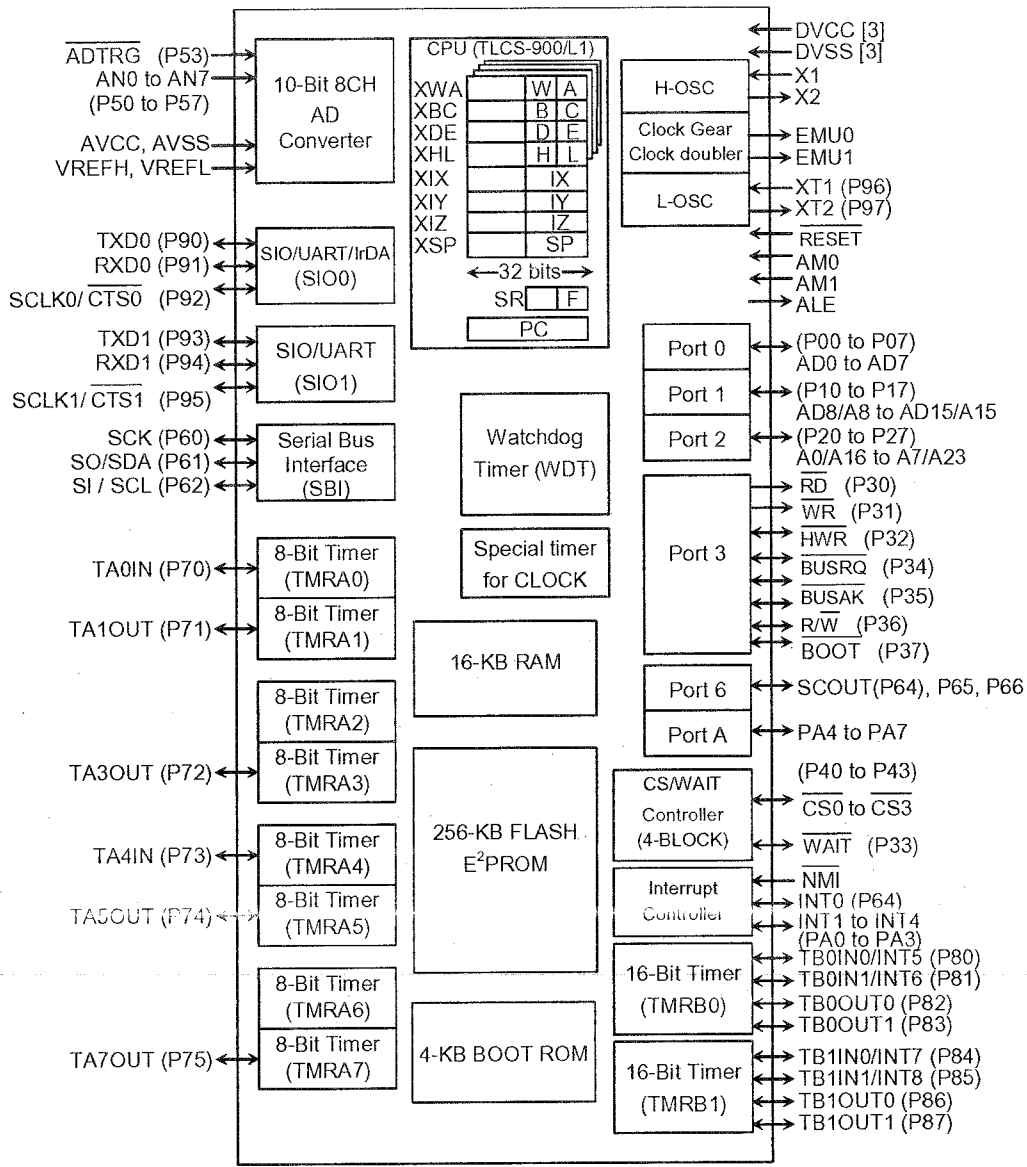 ADTRG (P53)
AN0 to AN7
(P50 to P57)
AVCC, AVSS
VREFH, VREFL
10-Bit 8CH
AD
Converter
TXD0 (P90)
RXD0 (P91)
SCLK0/ CTS0 (P92)
SIO/UART/IrDA
(SIO0)
TXD1 (P93)
RXD1 (P94)
SCLK1/ CTS1 (P95)
SIO/UART
(SIO1)
SCK (P60)
SO/SDA (P61)
SI / SCL (P62)
Serial Bus
Interface
(SBI)
TA0IN (P70)
8-Bit Timer
(TMRA0)
TA1OUT (P71)
8-Bit Timer
(TMRA1)
8-Bit Timer
(TMRA2)
TA3OUT (P72)
8-Bit Timer
(TMRA3)
TA4IN (P73)
8-Bit Timer
(TMRA4)
TA5OUT (P74)
8-Bit Timer
(TMRA5)
8-Bit Timer
(TMRA6)
TA7OUT (P75)
8-Bit Timer
(TMRA7)
CPU (TLCS-900/L1)
XWA W A
XBC B C
XDE D E
XHL H L
XIX IX
XIY IY
XIZ IZ
XSP SP
32 bits
SR F
PC
Watchdog
Timer (WDT)
Special timer
for CLOCK
16-KB RAM
256-KB FLASH
E²PROM
4-KB BOOT ROM
H-OSC
Clock Gear
Clock doubler
L-OSC
DVCC [3]
DVSS [3]
X1
X2
EMU0
EMU1
XT1 (P96)
XT2 (P97)
RESET
AM0
AM1
ALE
Port 0
(P00 to P07)
AD0 to AD7
Port 1
(P10 to P17)
AD8/A8 to AD15/A15
Port 2
(P20 to P27)
A0/A16 to A7/A23
Port 3
RD (P30)
WR (P31)
HWR (P32)
BUSRQ (P34)
BUSAK (P35)
R/W (P36)
BOOT (P37)
Port 6
SCOUT(P64), P65, P66
Port A
PA4 to PA7
CS/WAIT
Controller
(4-BLOCK)
(P40 to P43)
CS0 to CS3
WAIT (P33)
Interrupt
Controller
NMI
INT0 (P64)
INT1 to INT4
(PA0 to PA3)
16-Bit Timer
(TMRB0)
TB0IN0/INT5 (P80)
TB0IN1/INT6 (P81)
TB0OUT0 (P82)
TB0OUT1 (P83)
16-Bit Timer
(TMRB1)
TB1IN0/INT7 (P84)
TB1IN1/INT8 (P85)
TB1OUT0 (P86)
TB1OUT1 (P87)